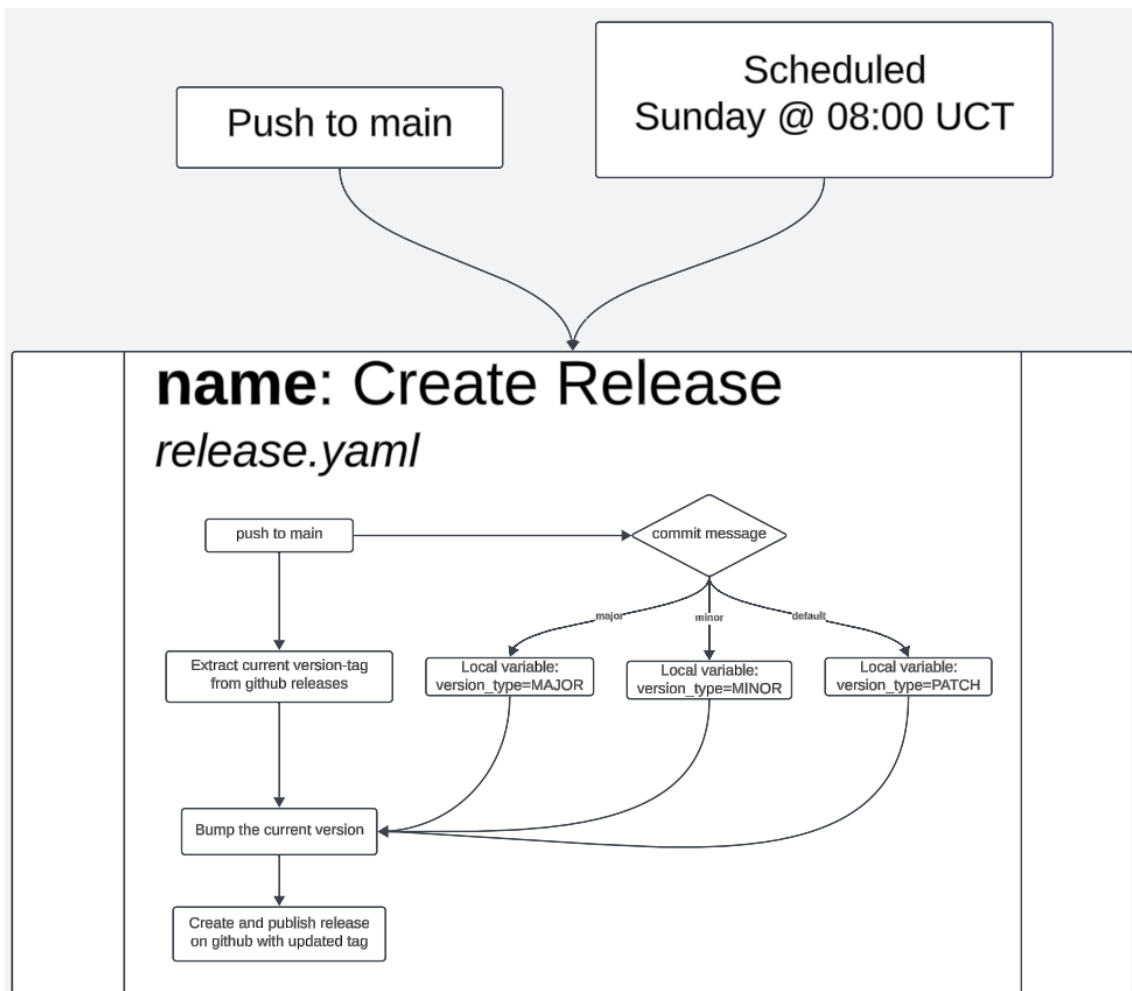 Push to main
Scheduled
Sunday @ 08:00 UCT
name: Create Release
release.yaml
push to main
commit message
major
minor
default
Extract current version-tag
from github releases
Local variable:
version_type=MAJOR
Local variable:
version_type=MINOR
Local variable:
version_type=PATCH
Bump the current version
Create and publish release
on github with updated tag